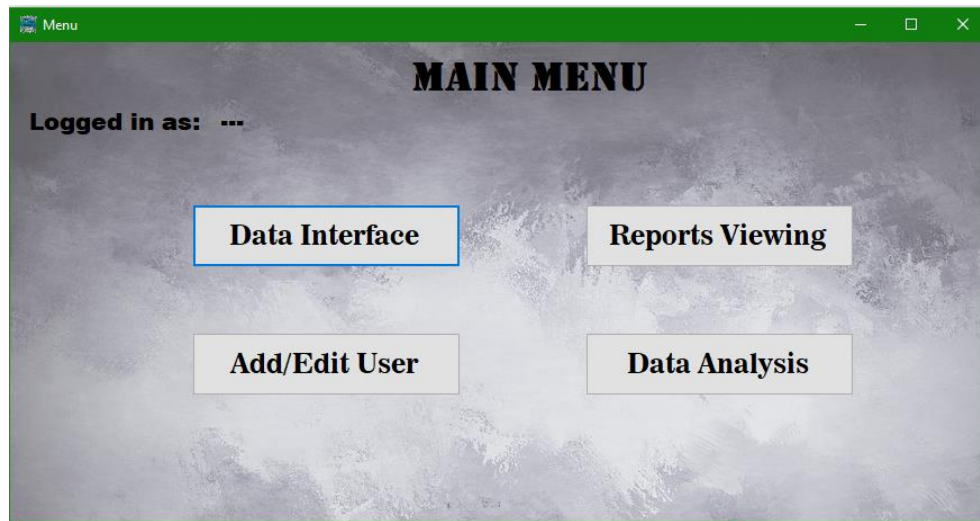 Menu
MAIN MENU
Logged in as: ---
Data Interface
Reports Viewing
Add/Edit User
Data Analysis